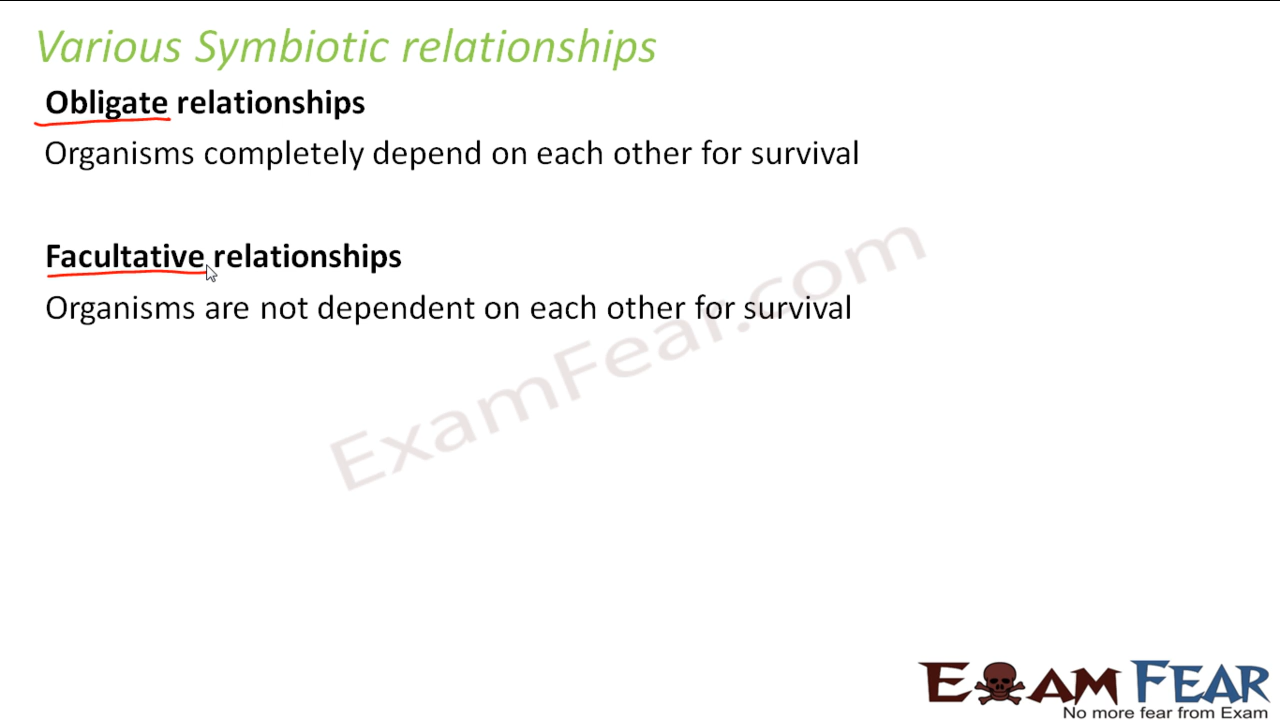 Various Symbiotic relationships
Obligate relationships
Organisms completely depend on each other for survival
Facultative relationships
Organisms are not dependent on each other for survival
ExamFear.com
EXAM FEAR
No more fear from Exam